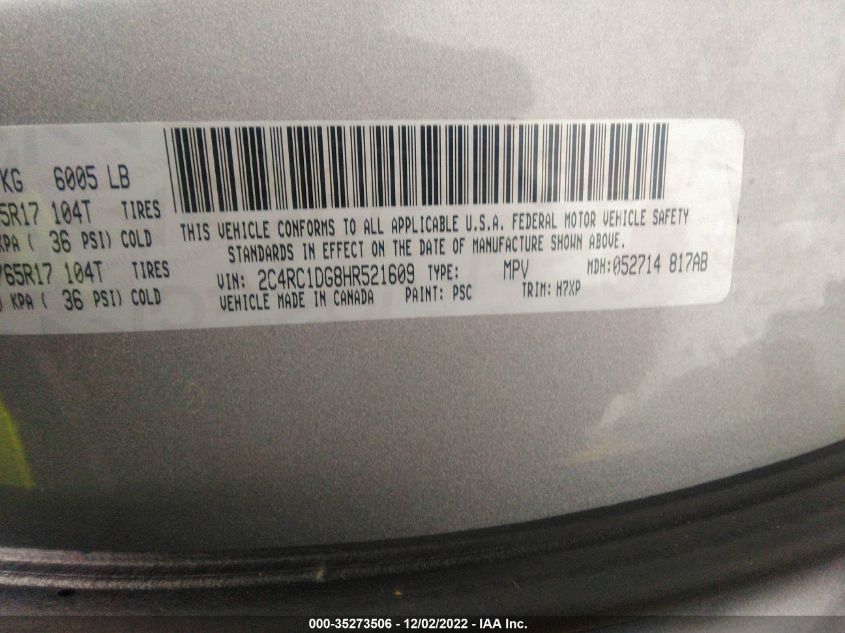 KG 6005 LB
5R17 104T TIRES
KPA ( 36 PSI) COLD
/65R17 104T TIRES
KPA ( 36 PSI) COLD
THIS VEHICLE CONFORMS TO ALL APPLICABLE U.S.A. FEDERAL MOTOR VEHICLE SAFETY
STANDARDS IN EFFECT ON THE DATE OF MANUFACTURE SHOWN ABOVE.
VIN: 2C4RC1DG8HR521609 TYPE: MPV MDH:052714 817AB
VEHICLE MADE IN CANADA PAINT: PSC TRIM: H7XP
000-35273506 - 12/02/2022 - IAA Inc.